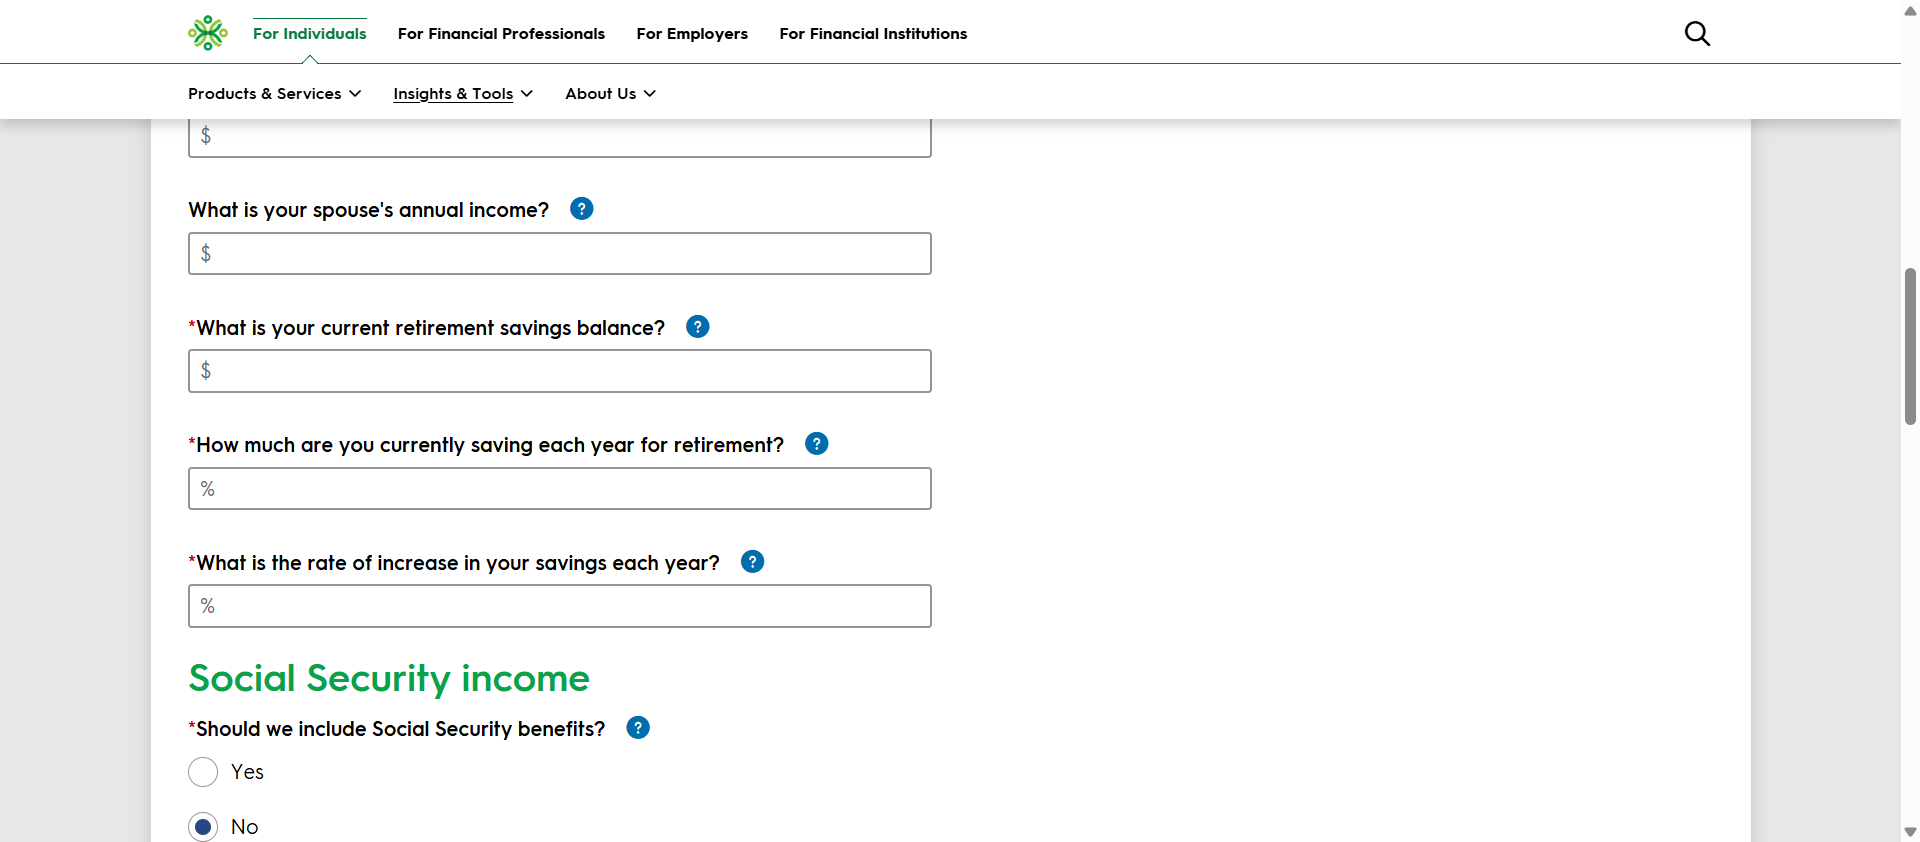 For Individuals
For Financial Professionals
For Employers
For Financial Institutions
Products & Services
Insights & Tools
About Us
$
What is your spouse's annual income? ?
$
*What is your current retirement savings balance? ?
$
*How much are you currently saving each year for retirement? ?
%
*What is the rate of increase in your savings each year? ?
%
Social Security income
*Should we include Social Security benefits? ?
Yes
No